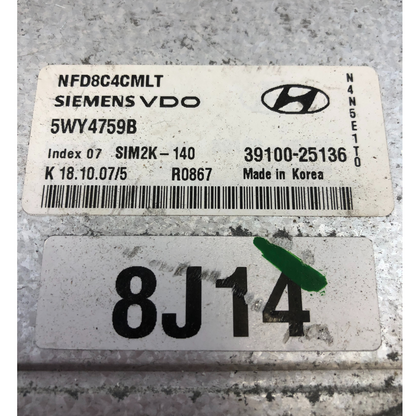 NFD8C4CMLT
SIEMENS VDO
5WY4759B
Index 07 SIM2K-140 39100-25136
K 18.10.07/5 R0867 Made in Korea
N4N5E1T0
8J14